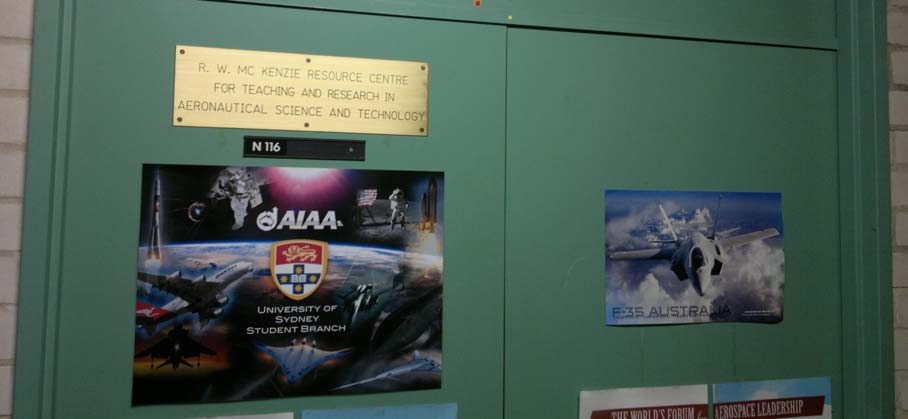 R. W. MC KENZIE RESOURCE CENTRE
FOR TEACHING AND RESEARCH IN
AERONAUTICAL SCIENCE AND TECHNOLOGY
N 116
AIAA
UNIVERSITY OF
SYDNEY
STUDENT BRANCH
F-35 AUSTRALIA
THE WORLD'S FORUM for
AEROSPACE LEADERSHIP